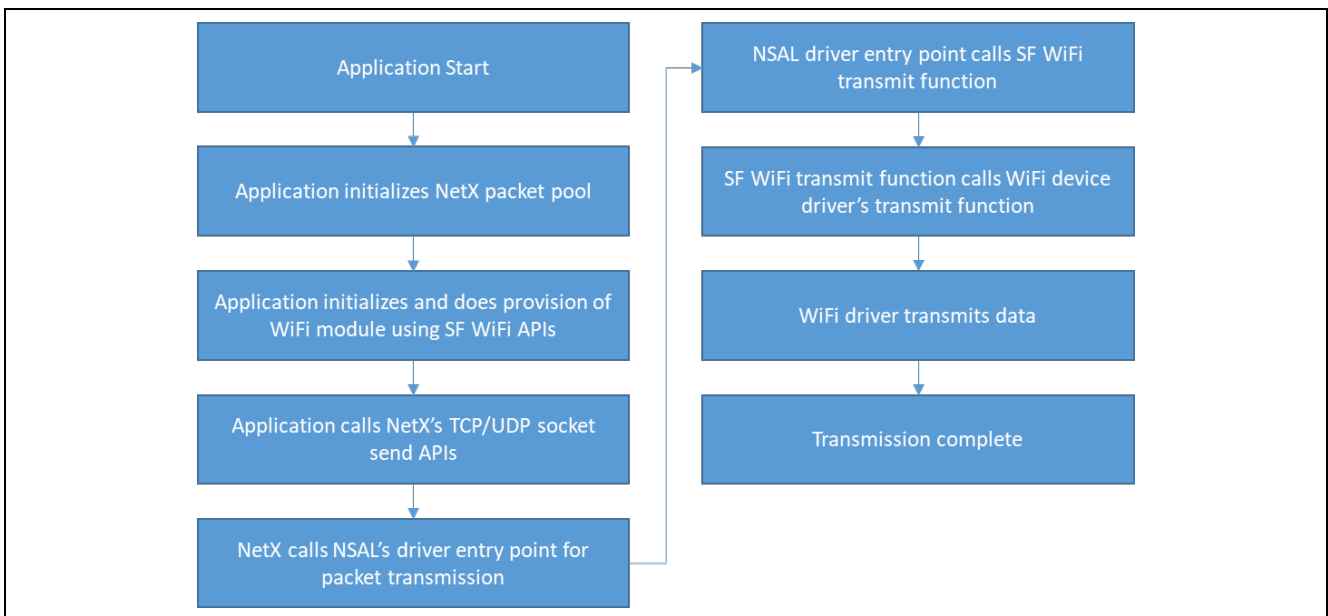 Application Start
Application initializes NetX packet pool
Application initializes and does provision of
WiFi module using SF WiFi APIs
Application calls NetX's TCP/UDP socket
send APIs
NetX calls NSAL's driver entry point for
packet transmission
NSAL driver entry point calls SF WiFi
transmit function
SF WiFi transmit function calls WiFi device
driver's transmit function
WiFi driver transmits data
Transmission complete